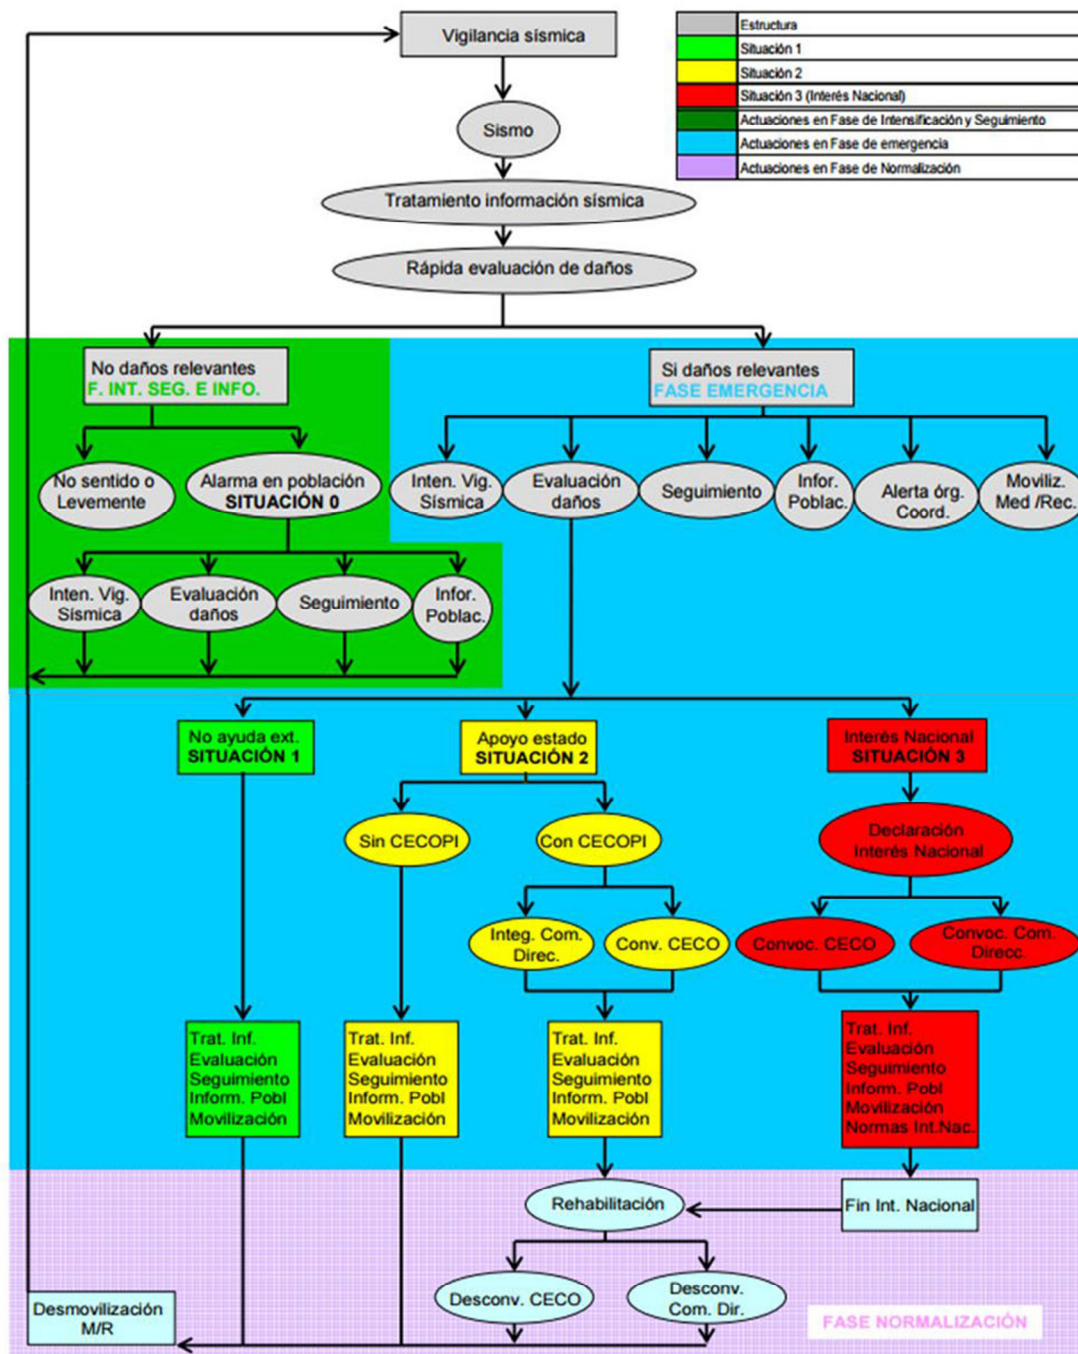 Vigilancia sísmica
Estructura
Situación 1
Situación 2
Situación 3 (Interés Nacional)
Actuaciones en Fase de Intensificación y Seguimiento
Actuaciones en Fase de emergencia
Actuaciones en Fase de Normalización
Sismo
Tratamiento información sísmica
Rápida evaluación de daños
No daños relevantes
F. INT. SEG. E INFO.
Si daños relevantes
FASE EMERGENCIA
No sentido o
Levemente
Alarma en población
SITUACIÓN 0
Inten. Vig.
Sísmica
Evaluación
daños
Seguimiento
Infor.
Poblac.
Alerta órg.
Coord.
Moviliz.
Med /Rec.
Inten. Vig.
Sísmica
Evaluación
daños
Seguimiento
Infor.
Poblac.
No ayuda ext.
SITUACIÓN 1
Apoyo estado
SITUACIÓN 2
Interés Nacional
SITUACIÓN 3
Sin CECOPI
Con CECOPI
Declaración
Interés Nacional
Integ. Com.
Direc.
Conv. CECO
Convoc. CECO
Convoc. Com.
Direcc.
Trat. Inf.
Evaluación
Seguimiento
Inform. Pobl
Movilización
Trat. Inf.
Evaluación
Seguimiento
Inform. Pobl
Movilización
Trat. Inf.
Evaluación
Seguimiento
Inform. Pobl
Movilización
Trat. Inf.
Evaluación
Seguimiento
Inform. Pobl
Movilización
Normas Int.Nac.
Rehabilitación
Fin Int. Nacional
Desconv. CECO
Desconv.
Com. Dir.
Desmovilización
M/R
FASE NORMALIZACIÓN